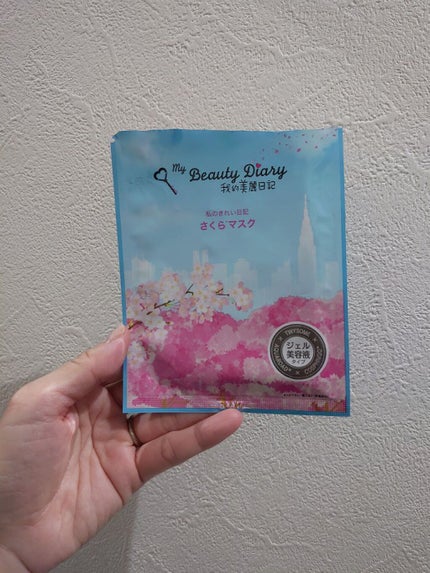 My
Beauty Diary
我的美麗日記
私のきれい日記
さくら マスク
ジェル
美容液
タイプ